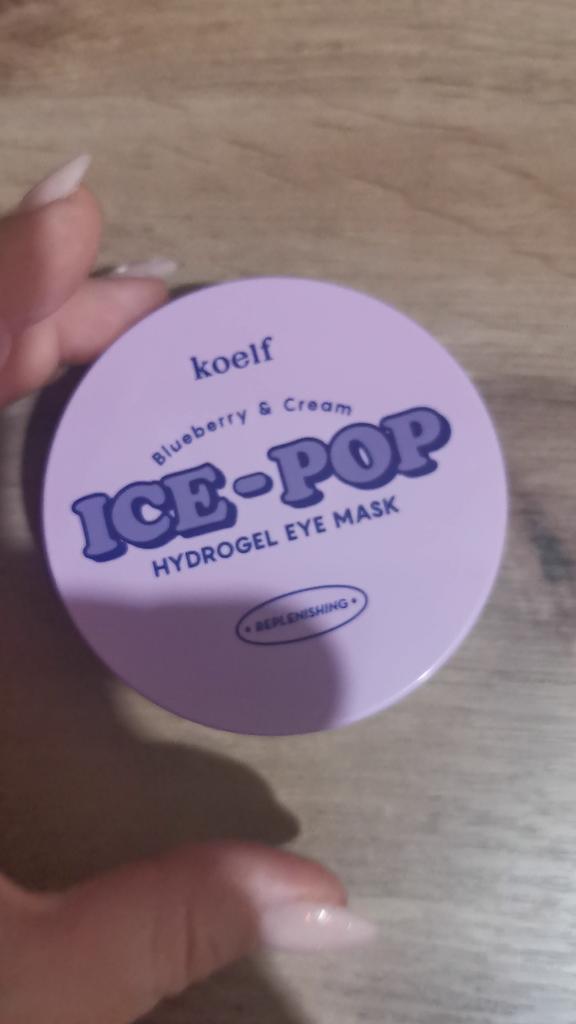 koelf
Blueberry & Cream
ICE-POP
HYDROGEL EYE MASK
• REPLENISHING •